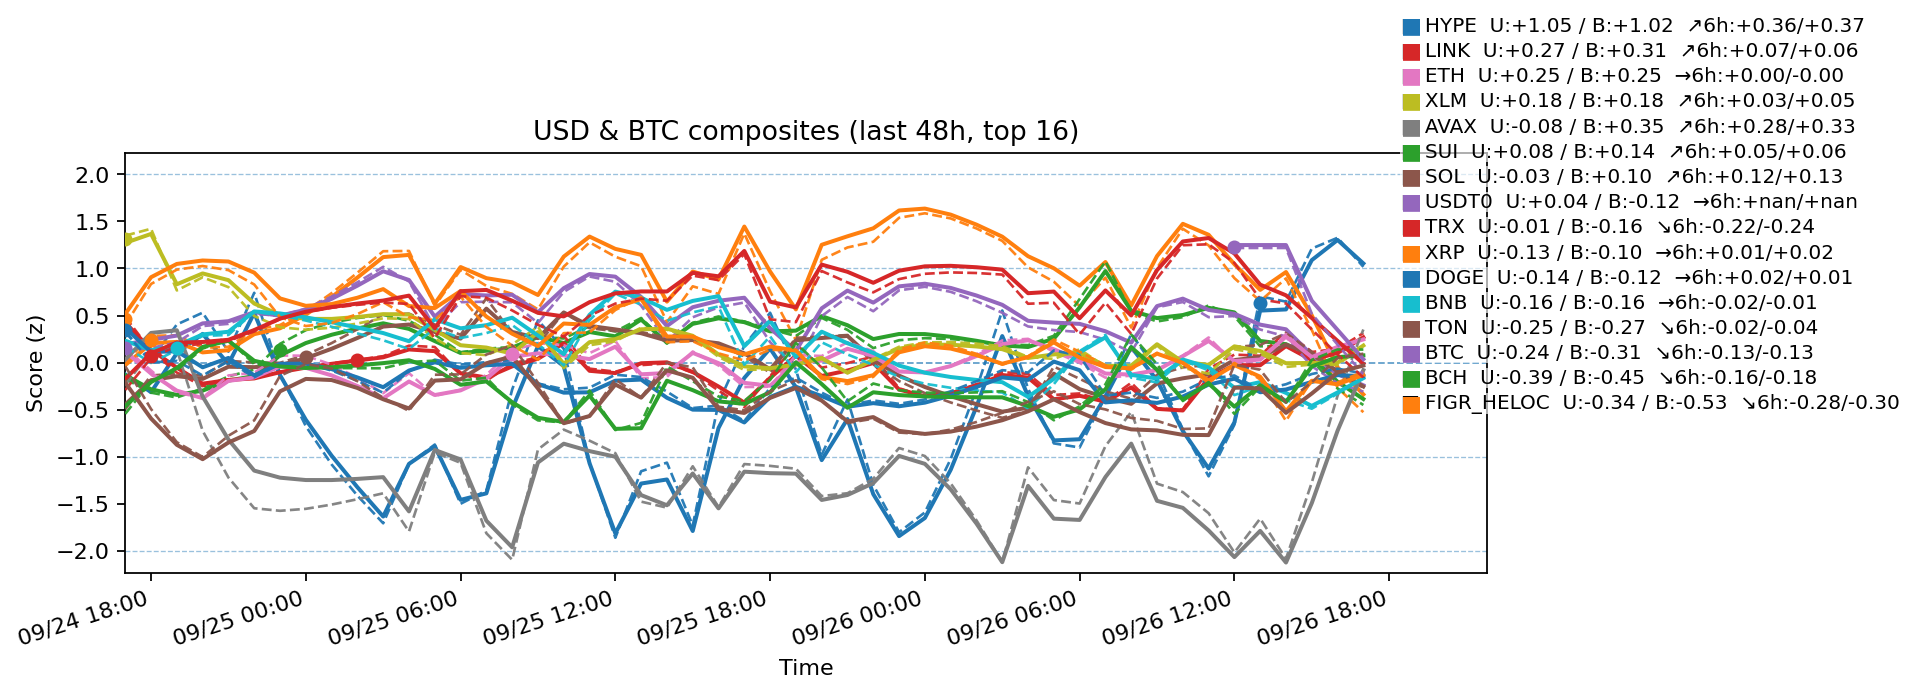 HYPE  U:+1.05 / B:+1.02  ↗6h:+0.36/+0.37
LINK  U:+0.27 / B:+0.31  ↗6h:+0.07/+0.06
ETH  U:+0.25 / B:+0.25  →6h:+0.00/-0.00
XLM  U:+0.18 / B:+0.18  ↗6h:+0.03/+0.05
AVAX  U:-0.08 / B:+0.35  ↗6h:+0.28/+0.33
SUI  U:+0.08 / B:+0.14  ↗6h:+0.05/+0.06
SOL  U:-0.03 / B:+0.10  ↗6h:+0.12/+0.13
USDT0  U:+0.04 / B:-0.12  →6h:+nan/+nan
TRX  U:-0.01 / B:-0.16  ↘6h:-0.22/-0.24
XRP  U:-0.13 / B:-0.10  →6h:+0.01/+0.02
DOGE  U:-0.14 / B:-0.12  →6h:+0.02/+0.01
BNB  U:-0.16 / B:-0.16  →6h:-0.02/-0.01
TON  U:-0.25 / B:-0.27  ↘6h:-0.02/-0.04
BTC  U:-0.24 / B:-0.31  ↘6h:-0.13/-0.13
BCH  U:-0.39 / B:-0.45  ↘6h:-0.16/-0.18
FIGR_HELOC  U:-0.34 / B:-0.53  ↘6h:-0.28/-0.30
USD & BTC composites (last 48h, top 16)
Score (z)
2.0
1.5
1.0
0.5
0.0
−0.5
−1.0
−1.5
−2.0
09/24 18:00
09/25 00:00
09/25 06:00
09/25 12:00
09/25 18:00
09/26 00:00
09/26 06:00
09/26 12:00
09/26 18:00
Time